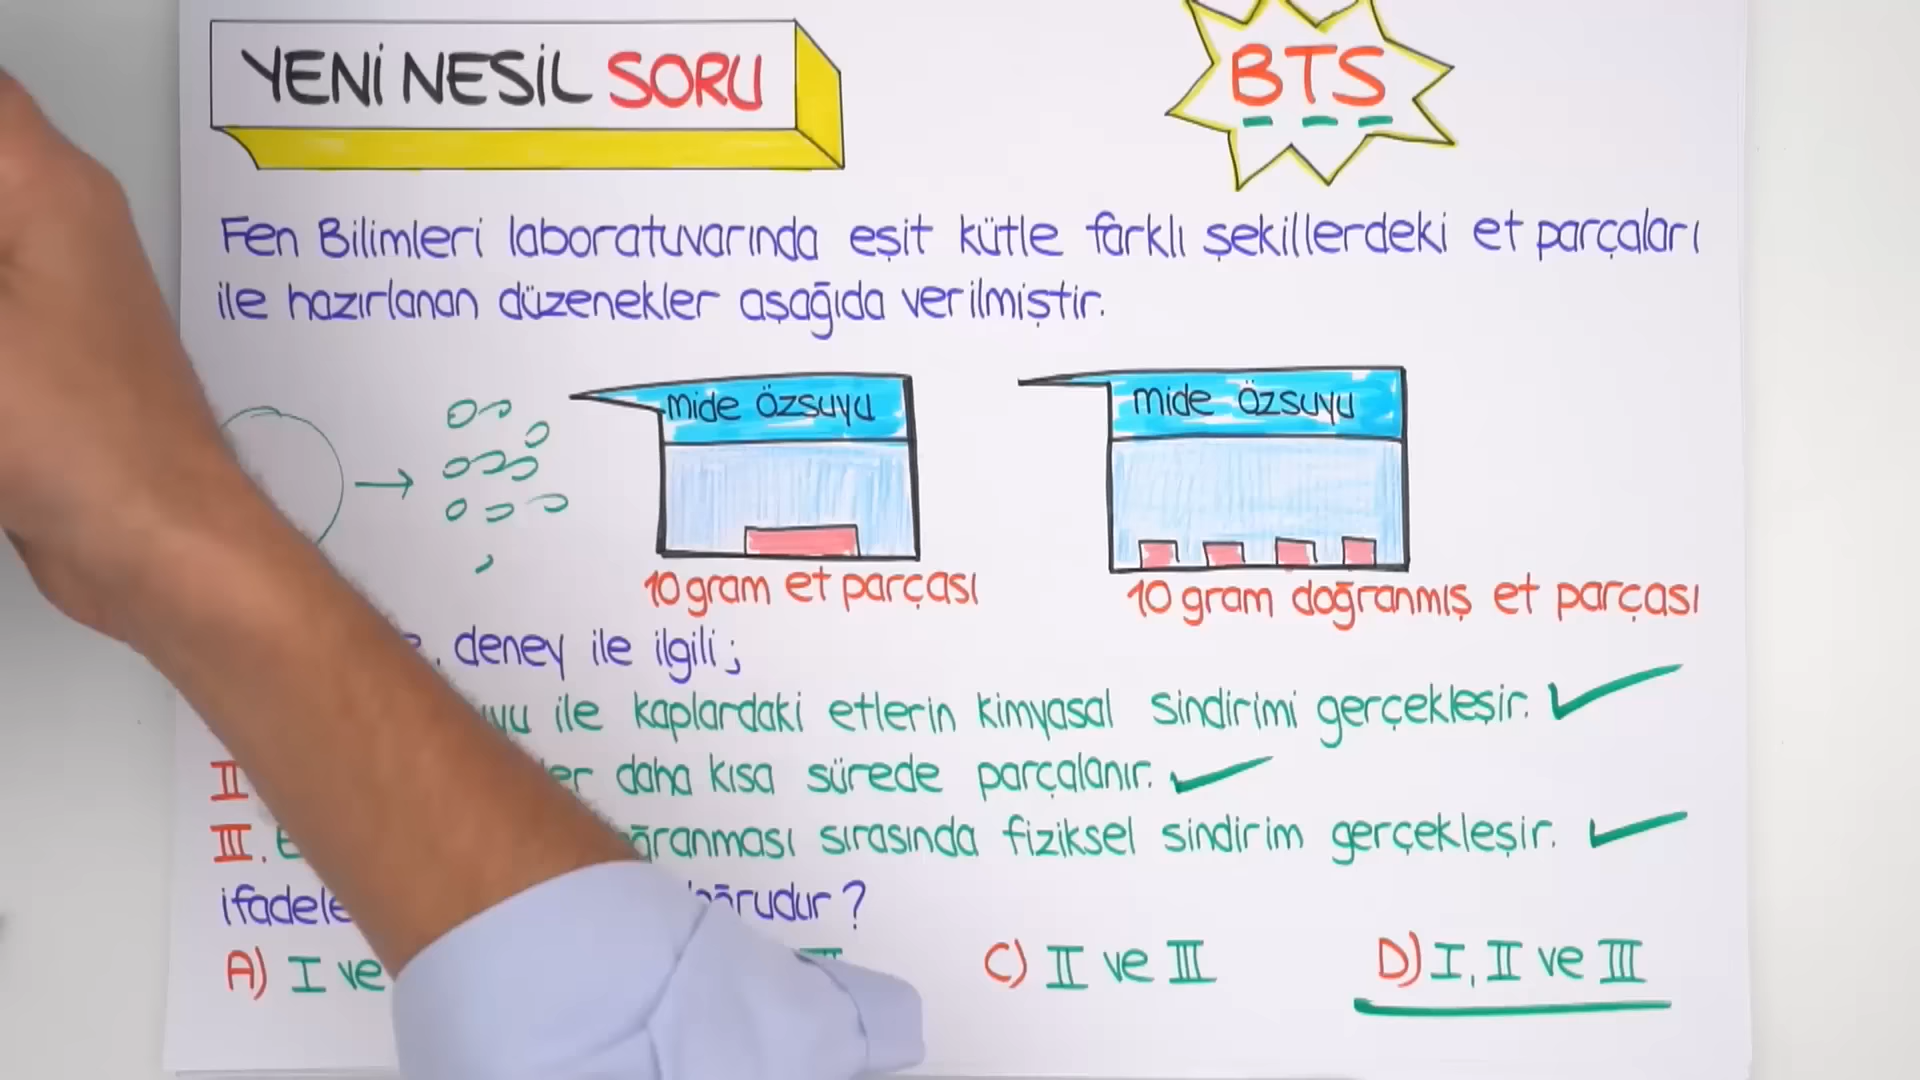 YENİ NESİL SORU
BTS
Fen Bilimleri laboratuvarında eşit kütle farklı şekillerdeki et parçaları
ile hazırlanan düzenekler aşağıda verilmiştir.
mide Özsuyu
mide Özsuyu
10 gram et parçası
10 gram doğranmış et parçası
deney ile ilgili;
ile kaplardaki etlerin kimyasal sindirimi gerçekleşir.
II daha kısa sürede parçalanır.
III. sırasında fiziksel sindirim gerçekleşir.
?
A) I ve
C) II ve III
D) I, II ve III